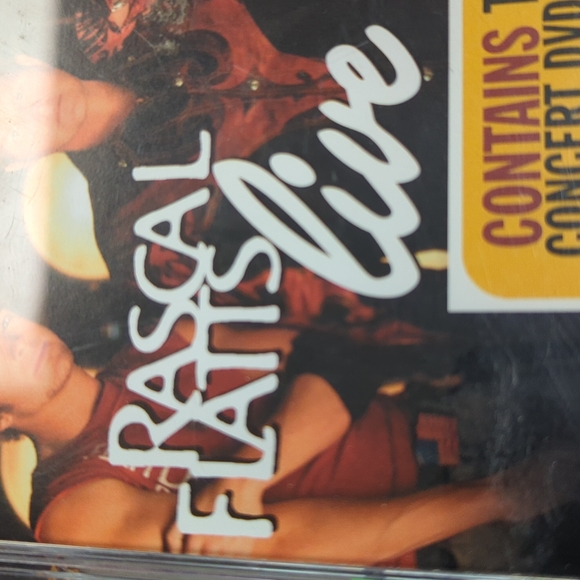 RASCAL
FLATTS
live
CONTAINS
CONCERT DVD